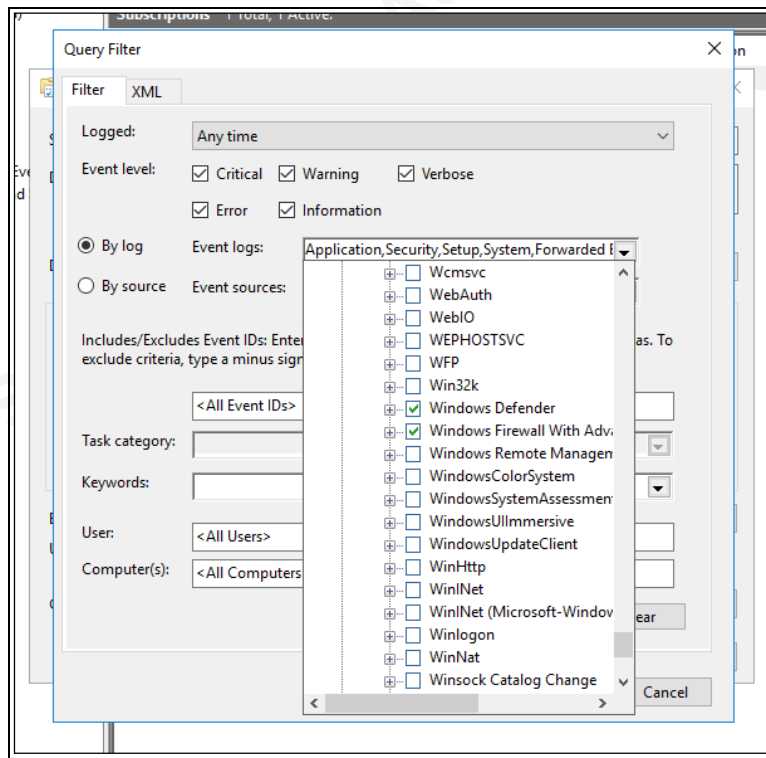 Subscriptions 1 Total, 1 Active.
Query Filter
Filter XML
Logged: Any time
Event level: Critical Warning Verbose
Error Information
By log Event logs: Application,Security,Setup,System,Forwarded E
By source Event sources:
Wcmsvc
WebAuth
WebIO
WEPHOSTSVC
WFP
Win32k
Windows Defender
Windows Firewall With Adva
Windows Remote Managem
WindowsColorSystem
WindowsSystemAssessmen
WindowsUIImmersive
WindowsUpdateClient
WinHttp
WinINet
WinINet (Microsoft-Window
Winlogon
WinNat
Winsock Catalog Change
Includes/Excludes Event IDs: Enter as. To
exclude criteria, type a minus sign
<All Event IDs>
Task category:
Keywords:
User: <All Users>
Computer(s): <All Computers
ear
Cancel